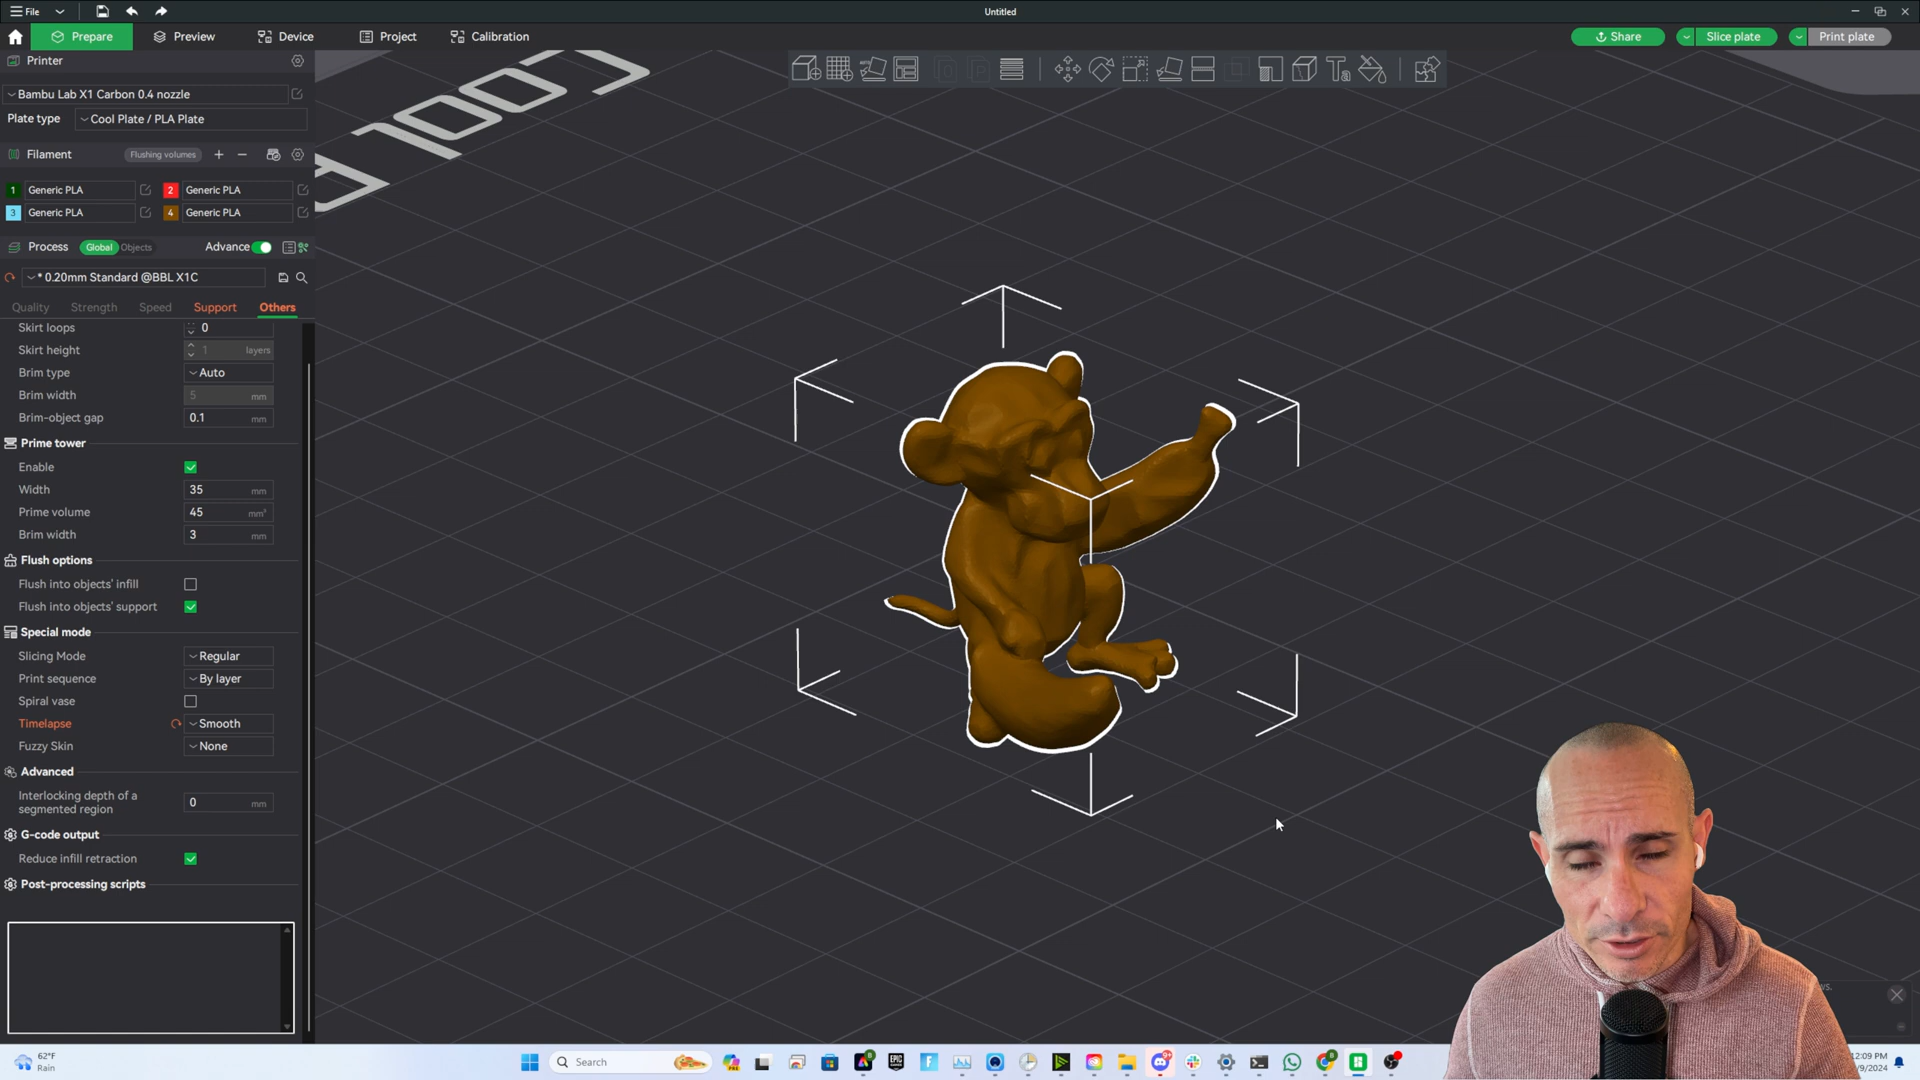 File
Untitled
Prepare
Preview
Device
Project
Calibration
Share
Slice plate
Print plate
Printer
Bambu Lab X1 Carbon 0.4 nozzle
Plate type
Cool Plate / PLA Plate
Filament
Flushing volumes
1 Generic PLA
2 Generic PLA
3 Generic PLA
4 Generic PLA
Process
Global
Objects
Advance
* 0.20mm Standard @BBL X1C
Quality
Strength
Speed
Support
Others
Skirt loops 0
Skirt height 1 layers
Brim type Auto
Brim width 5 mm
Brim-object gap 0.1 mm
Prime tower
Enable
Width 35 mm
Prime volume 45 mm³
Brim width 3 mm
Flush options
Flush into objects' infill
Flush into objects' support
Special mode
Slicing Mode Regular
Print sequence By layer
Spiral vase
Timelapse Smooth
Fuzzy Skin None
Advanced
Interlocking depth of a
segmented region 0 mm
G-code output
Reduce infill retraction
Post-processing scripts
62°F
Rain
Search